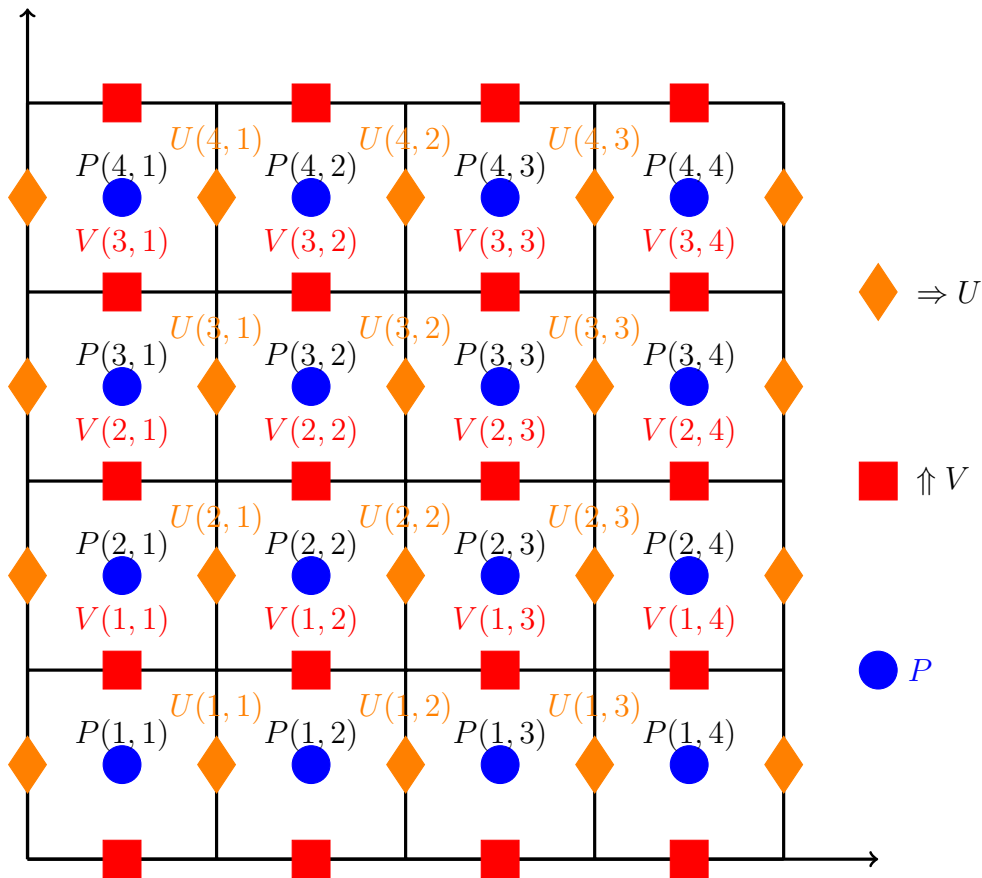 U(4,1) U(4,2) U(4,3)
P(4,1) P(4,2) P(4,3) P(4,4)
V(3,1) V(3,2) V(3,3) V(3,4)
⇒ U
U(3,1) U(3,2) U(3,3)
P(3,1) P(3,2) P(3,3) P(3,4)
V(2,1) V(2,2) V(2,3) V(2,4)
⇑ V
U(2,1) U(2,2) U(2,3)
P(2,1) P(2,2) P(2,3) P(2,4)
V(1,1) V(1,2) V(1,3) V(1,4)
P
U(1,1) U(1,2) U(1,3)
P(1,1) P(1,2) P(1,3) P(1,4)